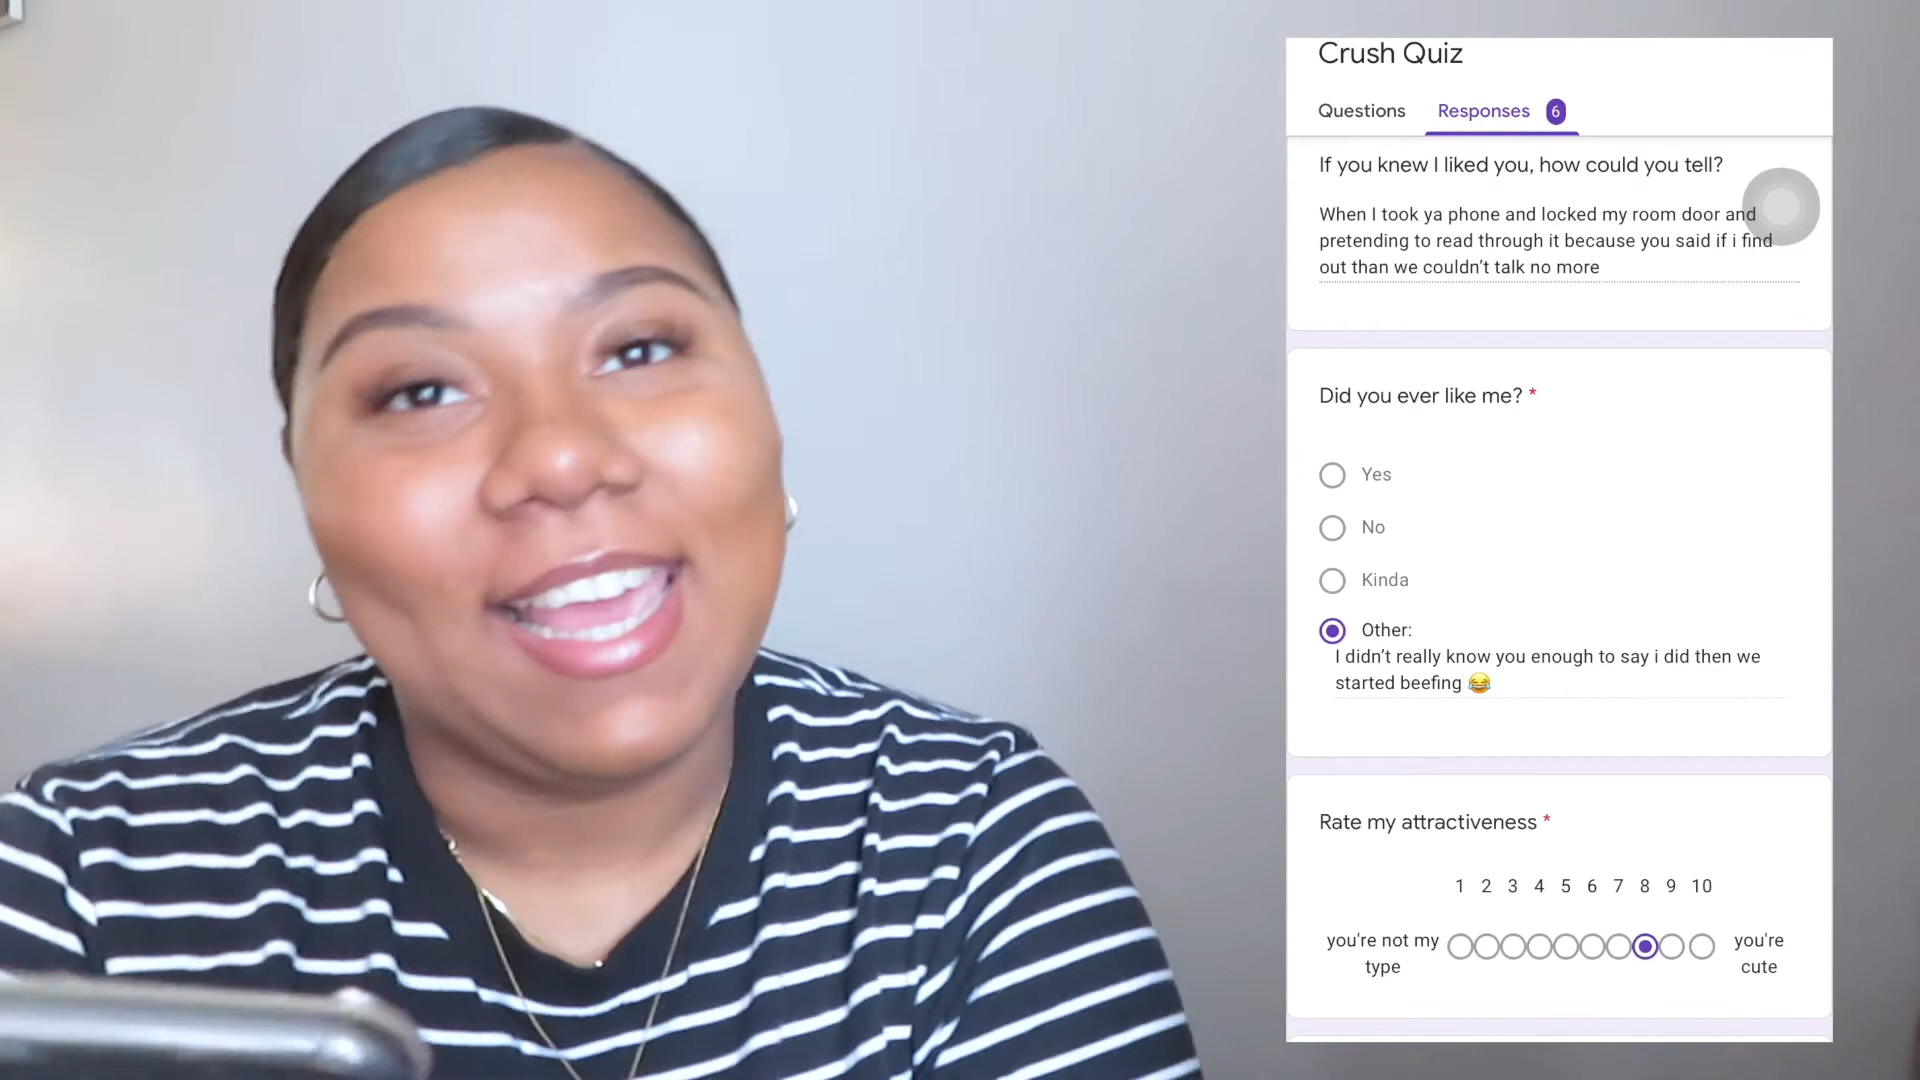 Crush Quiz
Questions Responses 6
If you knew I liked you, how could you tell?
When I took ya phone and locked my room door and
pretending to read through it because you said if i find
out than we couldn’t talk no more
Did you ever like me? *
Yes
No
Kinda
Other:
I didn’t really know you enough to say i did then we
started beefing 😂
Rate my attractiveness *
1 2 3 4 5 6 7 8 9 10
you're not my
type
you're
cute